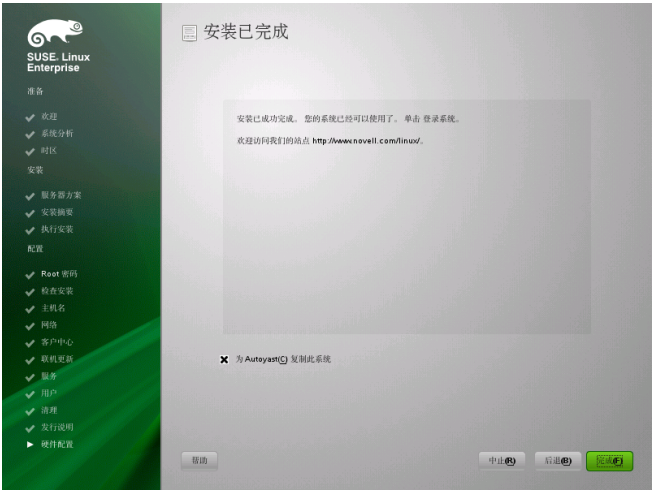 SUSE. Linux
Enterprise
准备
欢迎
系统分析
时区
安装
服务器方案
安装摘要
执行安装
配置
Root 密码
检查安装
主机名
网络
客户中心
联机更新
服务
用户
清理
发行说明
硬件配置
安装已完成
安装已成功完成。 您的系统已经可以使用了。 单击 登录系统。
欢迎访问我们的站点 http://www.novell.com/linux/。
为 Autoyast(C) 复制此系统
帮助
中止(R)
后退(B)
完成(F)